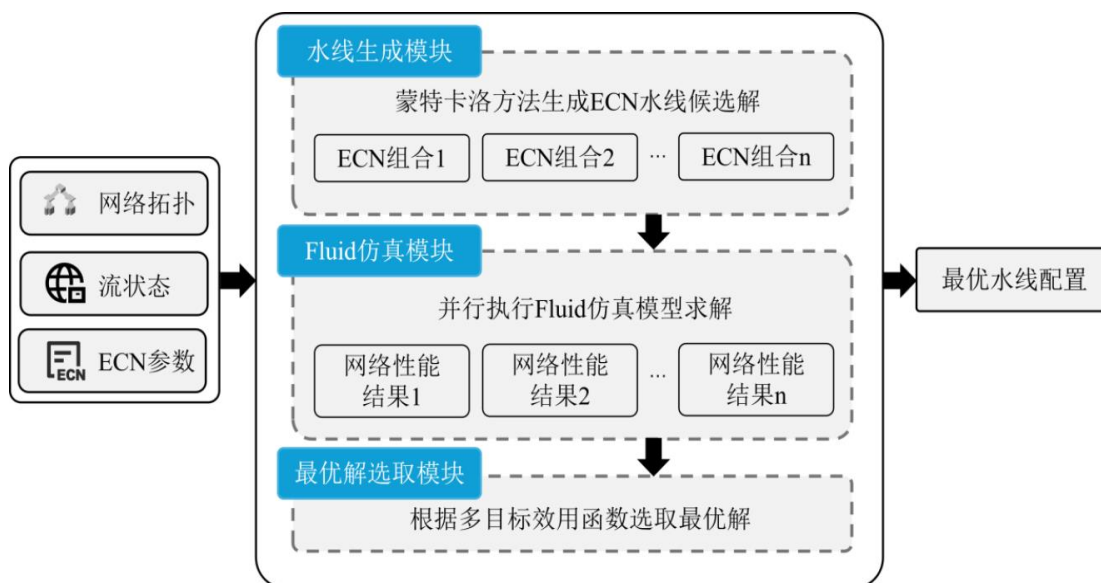 网络拓扑
流状态
ECN
ECN参数
水线生成模块
蒙特卡洛方法生成ECN水线候选解
ECN组合1 ECN组合2 ... ECN组合n
Fluid仿真模块
并行执行Fluid仿真模型求解
网络性能 网络性能 ... 网络性能
结果1 结果2 结果n
最优解选取模块
根据多目标效用函数选取最优解
最优水线配置